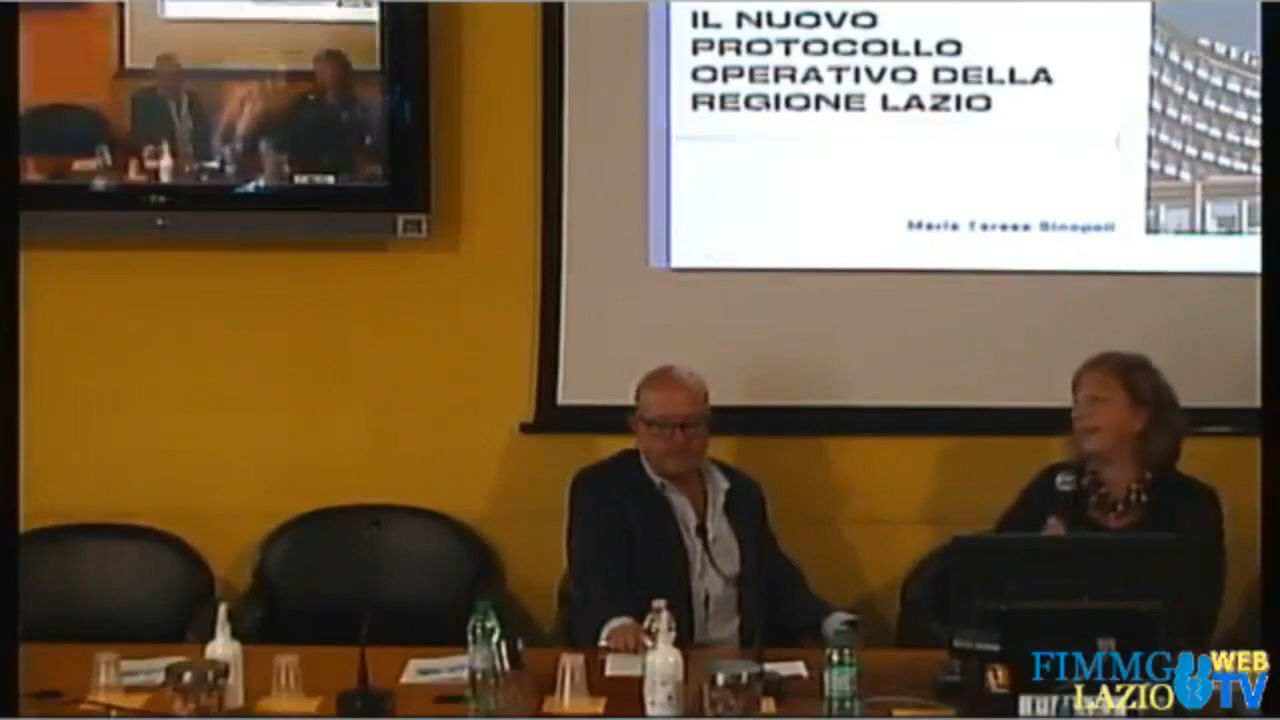 IL NUOVO
PROTOCOLLO
OPERATIVO DELLA
REGIONE LAZIO
Maria Teresa Sinopoli
FIMMG
LAZIO
WEB
TV